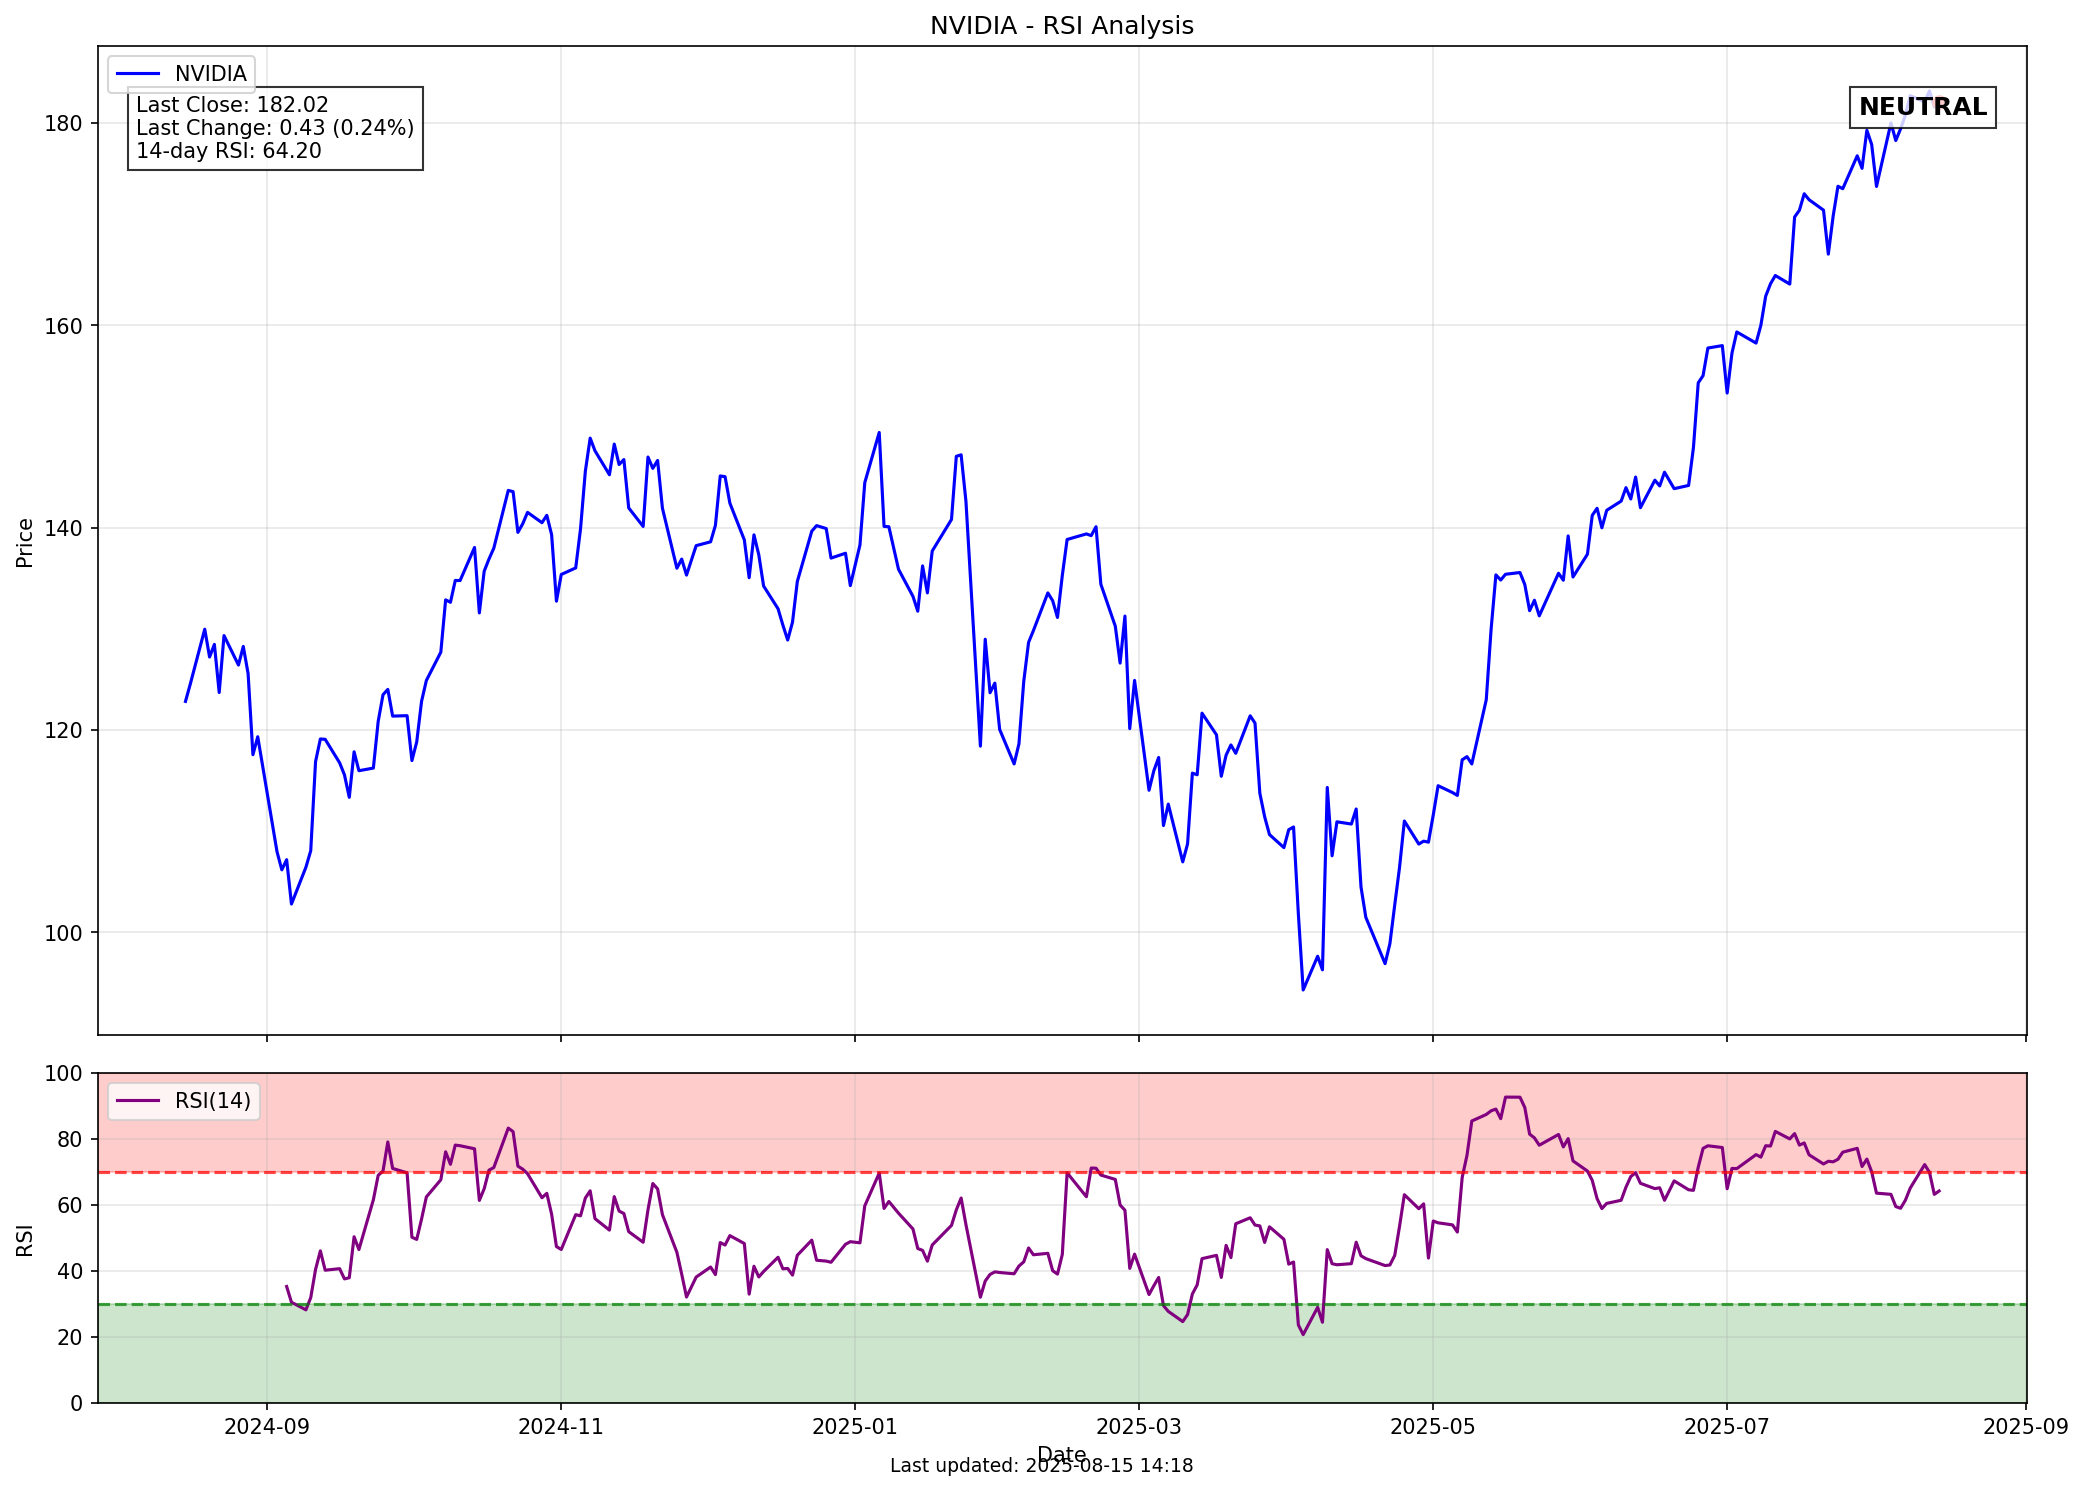 NVIDIA - RSI Analysis
NVIDIA
Last Close: 182.02
Last Change: 0.43 (0.24%)
14-day RSI: 64.20
NEUTRAL
180
160
140
120
100
Price
RSI(14)
100
80
60
40
20
0
RSI
2024-09
2024-11
2025-01
2025-03
2025-05
2025-07
2025-09
Date
Last updated: 2025-08-15 14:18